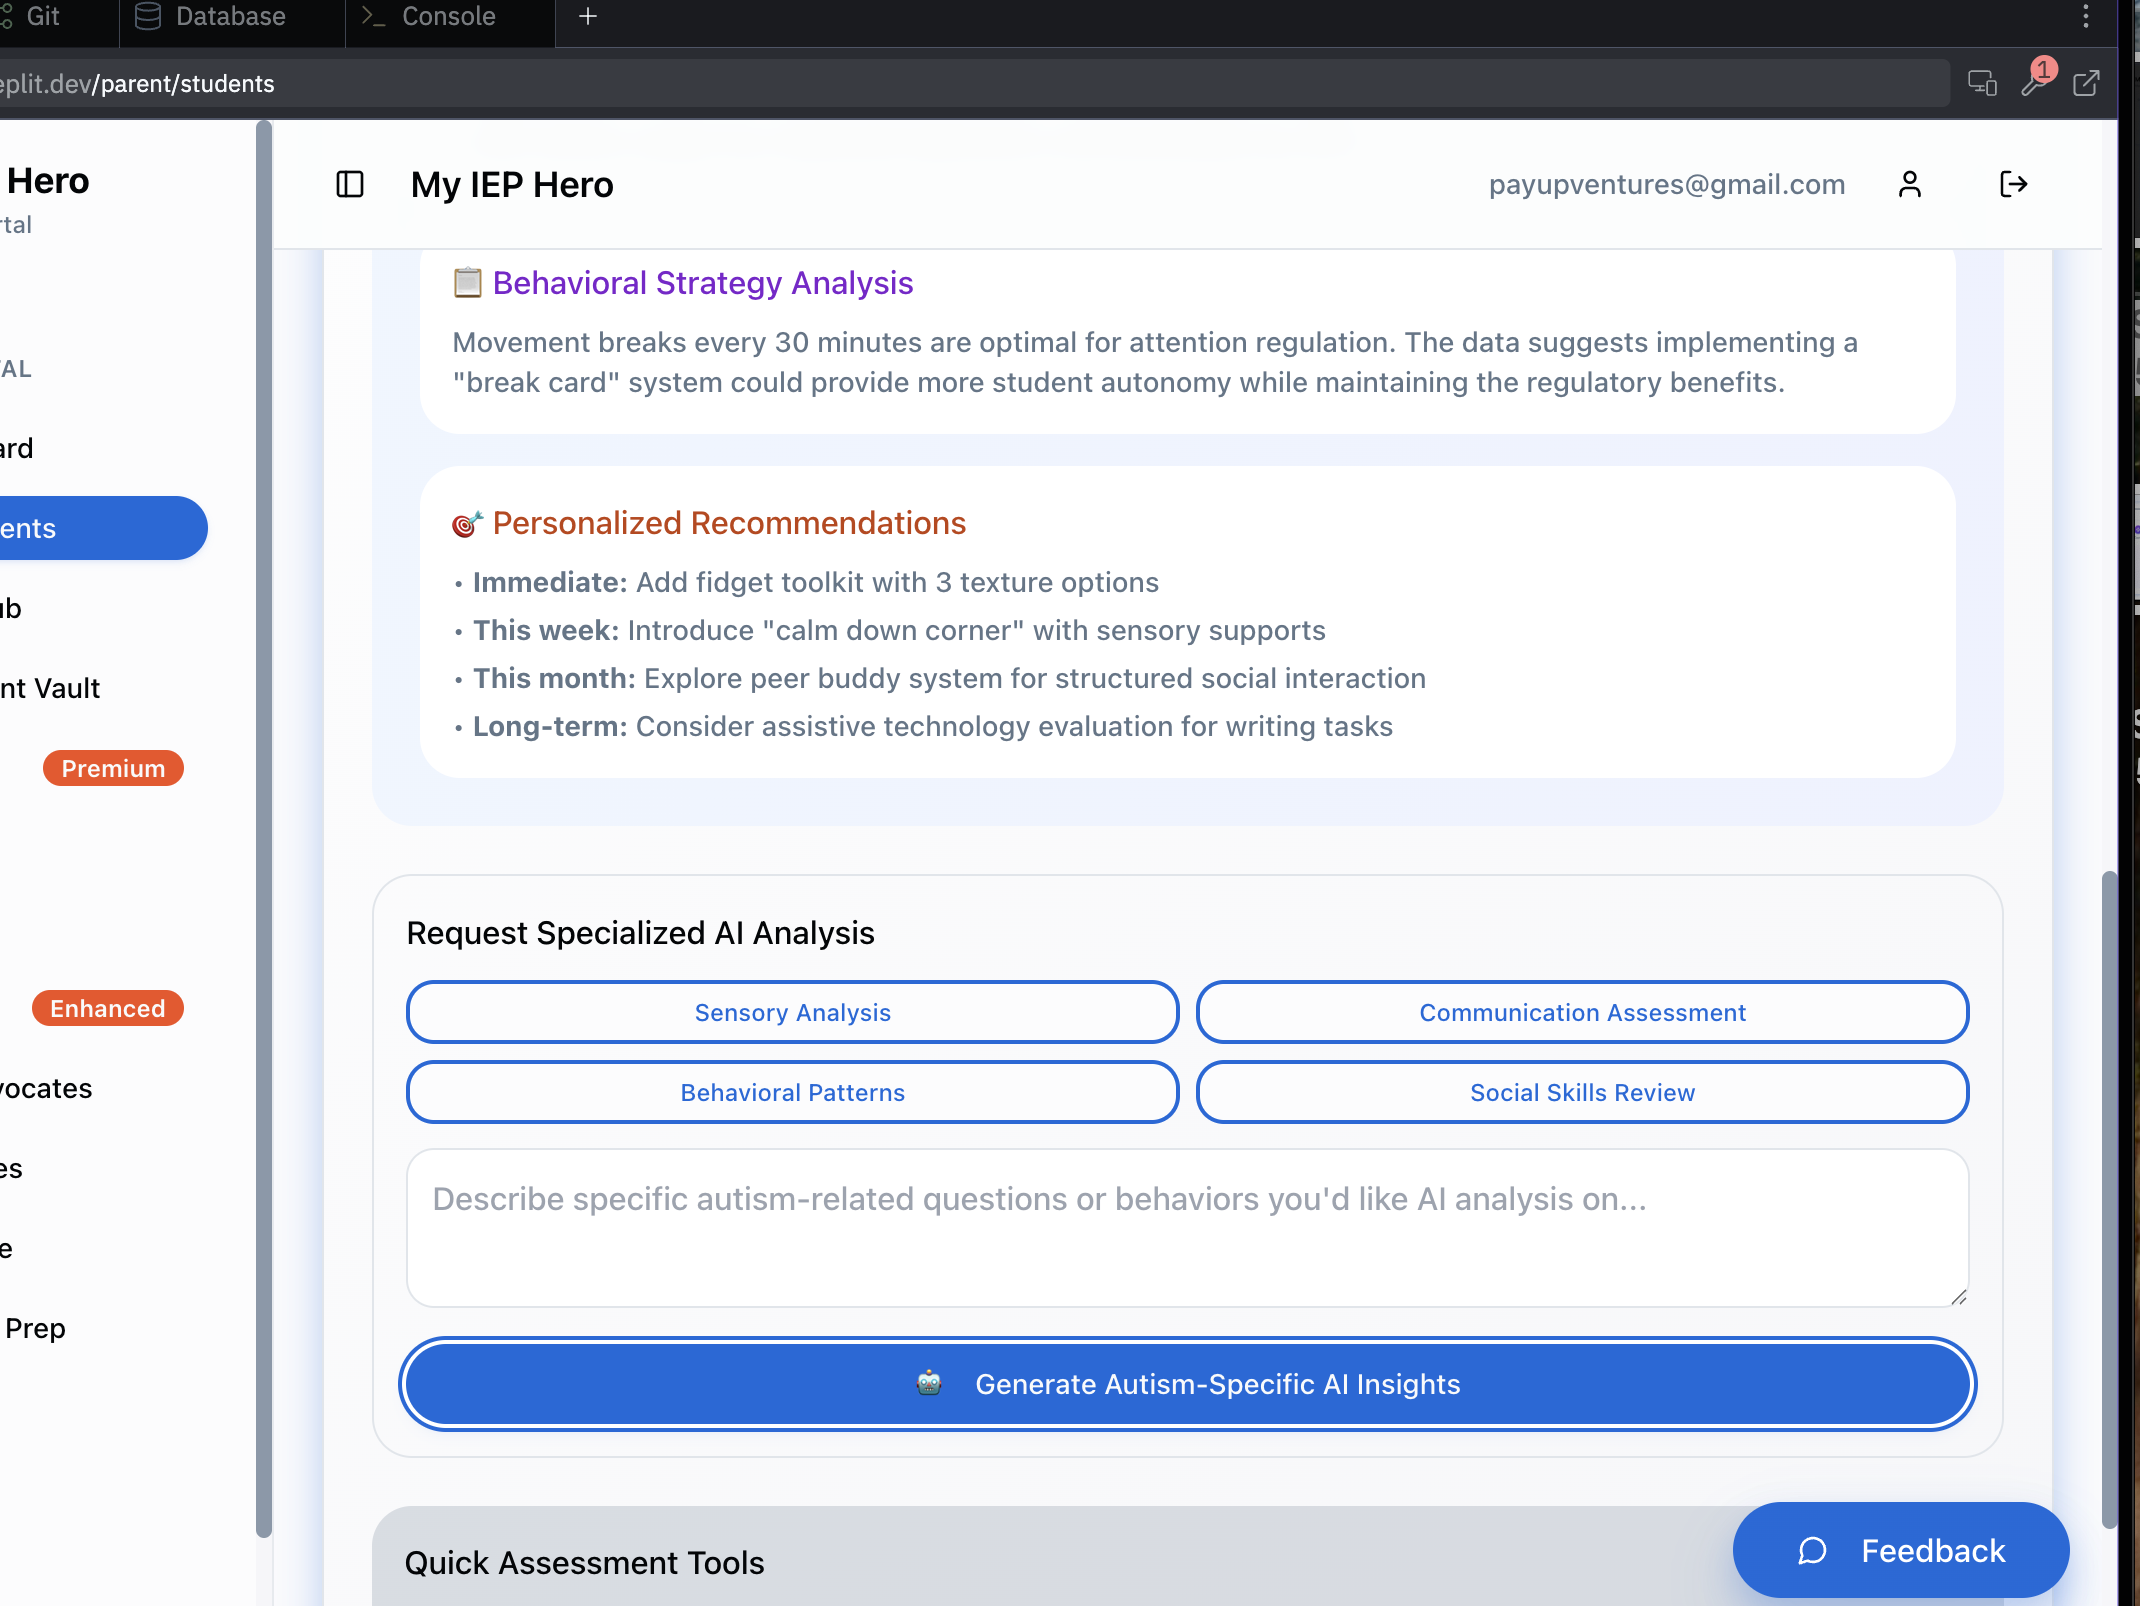 Git
Database
Console
eplit.dev/parent/students
1
Hero
rtal
My IEP Hero
payupventures@gmail.com
AL
ard
ents
ub
nt Vault
Premium
Enhanced
vocates
es
e
Prep
Behavioral Strategy Analysis
Movement breaks every 30 minutes are optimal for attention regulation. The data suggests implementing a
"break card" system could provide more student autonomy while maintaining the regulatory benefits.
Personalized Recommendations
• Immediate: Add fidget toolkit with 3 texture options
• This week: Introduce "calm down corner" with sensory supports
• This month: Explore peer buddy system for structured social interaction
• Long-term: Consider assistive technology evaluation for writing tasks
Request Specialized AI Analysis
Sensory Analysis
Communication Assessment
Behavioral Patterns
Social Skills Review
Describe specific autism-related questions or behaviors you'd like AI analysis on...
Generate Autism-Specific AI Insights
Quick Assessment Tools
Feedback